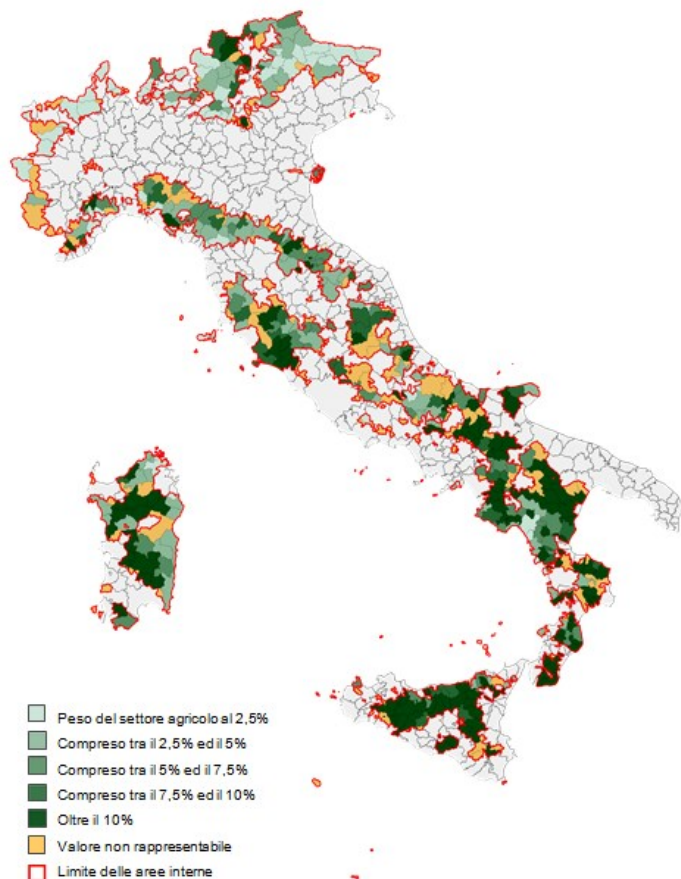 Peso del settore agricolo al 2,5%
Compreso tra il 2,5% ed il 5%
Compreso tra il 5% ed il 7,5%
Compreso tra il 7,5% ed il 10%
Oltre il 10%
Valore non rappresentabile
Limite delle aree interne